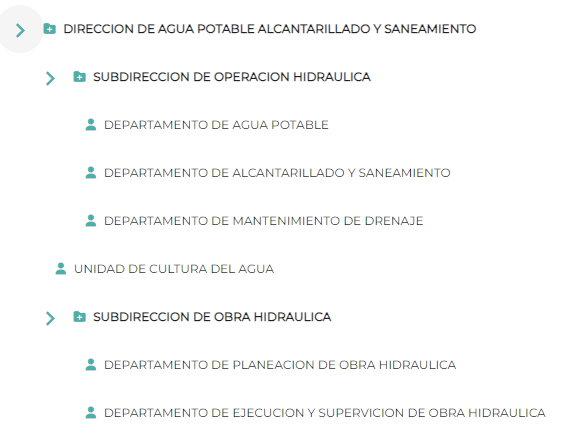 DIRECCION DE AGUA POTABLE ALCANTARILLADO Y SANEAMIENTO
SUBDIRECCION DE OPERACION HIDRAULICA
DEPARTAMENTO DE AGUA POTABLE
DEPARTAMENTO DE ALCANTARILLADO Y SANEAMIENTO
DEPARTAMENTO DE MANTENIMIENTO DE DRENAJE
UNIDAD DE CULTURA DEL AGUA
SUBDIRECCION DE OBRA HIDRAULICA
DEPARTAMENTO DE PLANEACION DE OBRA HIDRAULICA
DEPARTAMENTO DE EJECUCION Y SUPERVICION DE OBRA HIDRAULICA